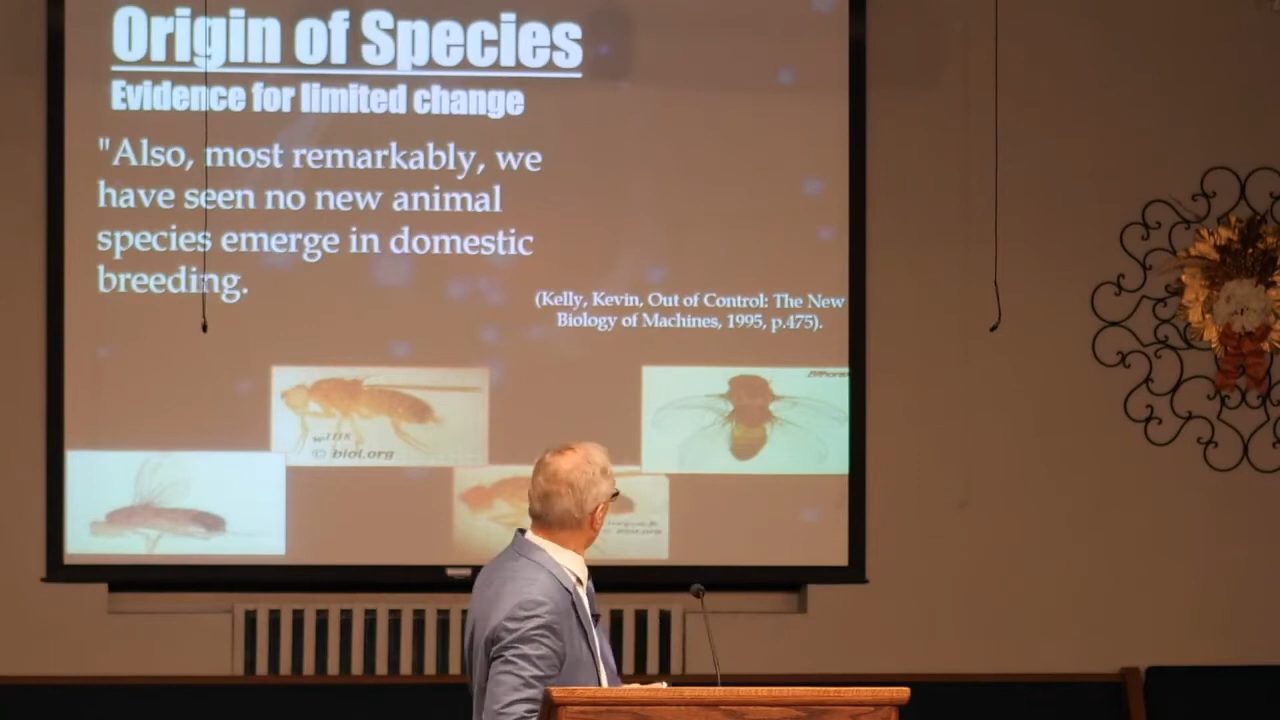 Origin of Species
Evidence for limited change
"Also, most remarkably, we
have seen no new animal
species emerge in domestic
breeding.
(Kelly, Kevin, Out of Control: The New
Biology of Machines, 1995, p.475).
© biol.org